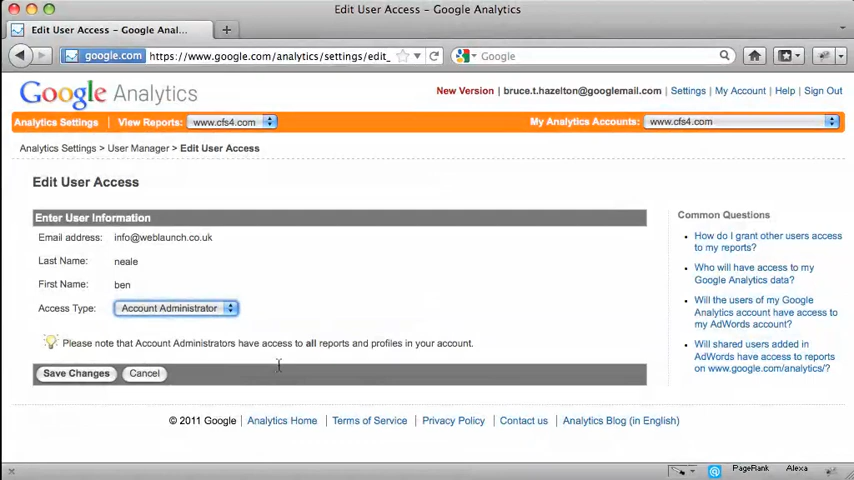 Edit User Access - Google Analytics
Edit User Access - Google Anal...
google.com https://www.google.com/analytics/settings/edit_ Google
Google Analytics
New Version | bruce.t.hazelton@googlemail.com | Settings | My Account | Help | Sign Out
Analytics Settings | View Reports: www.cfs4.com My Analytics Accounts: www.cfs4.com
Analytics Settings > User Manager > Edit User Access
Edit User Access
Enter User Information
Email address: info@weblaunch.co.uk
Last Name: neale
First Name: ben
Access Type: Account Administrator
Please note that Account Administrators have access to all reports and profiles in your account.
Save Changes Cancel
Common Questions
How do I grant other users access
to my reports?
Who will have access to my
Google Analytics data?
Will the users of my Google
Analytics account have access to
my AdWords account?
Will shared users added in
AdWords have access to reports
on www.google.com/analytics/?
© 2011 Google | Analytics Home | Terms of Service | Privacy Policy | Contact us | Analytics Blog (in English)
PageRank Alexa